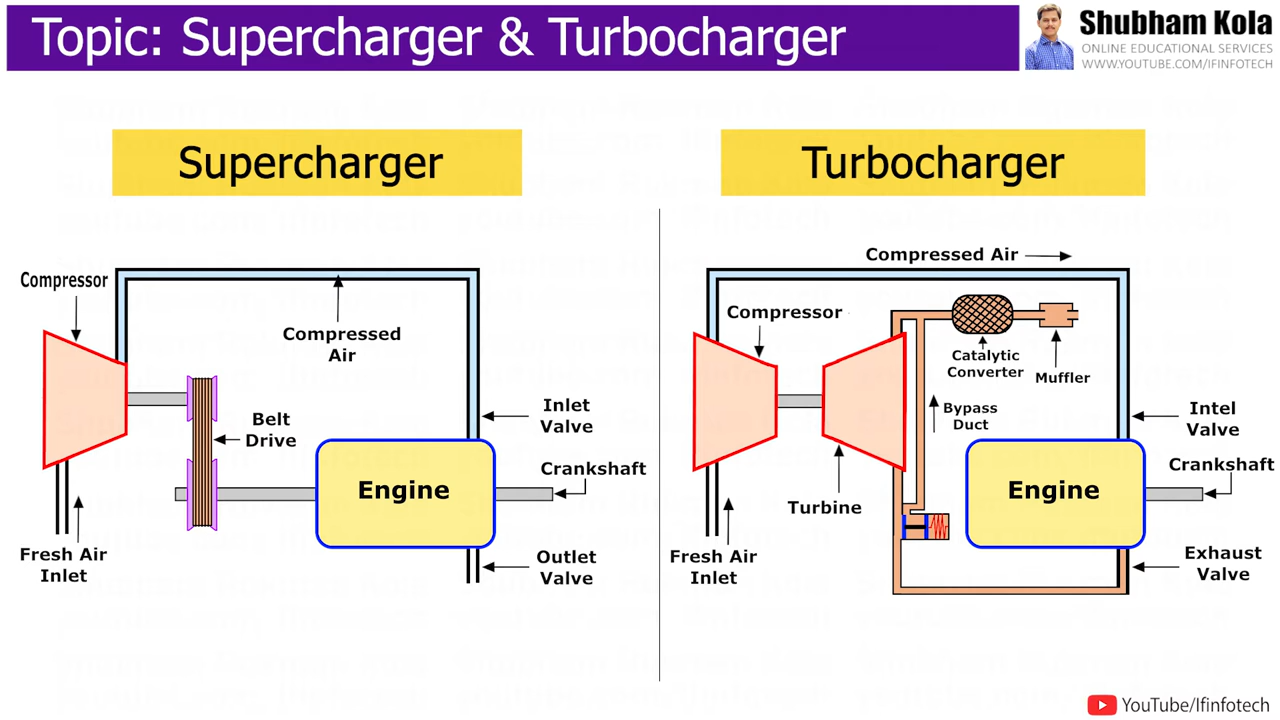 Topic: Supercharger & Turbocharger
Shubham Kola
ONLINE EDUCATIONAL SERVICES
WWW.YOUTUBE.COM/IFINFOTECH
Supercharger
Compressor
Compressed
Air
Belt
Drive
Inlet
Valve
Crankshaft
Engine
Fresh Air
Inlet
Outlet
Valve
Turbocharger
Compressed Air
Compressor
Catalytic
Converter
Muffler
Bypass
Duct
Intel
Valve
Crankshaft
Engine
Turbine
Fresh Air
Inlet
Exhaust
Valve
YouTube/Ifinfotech